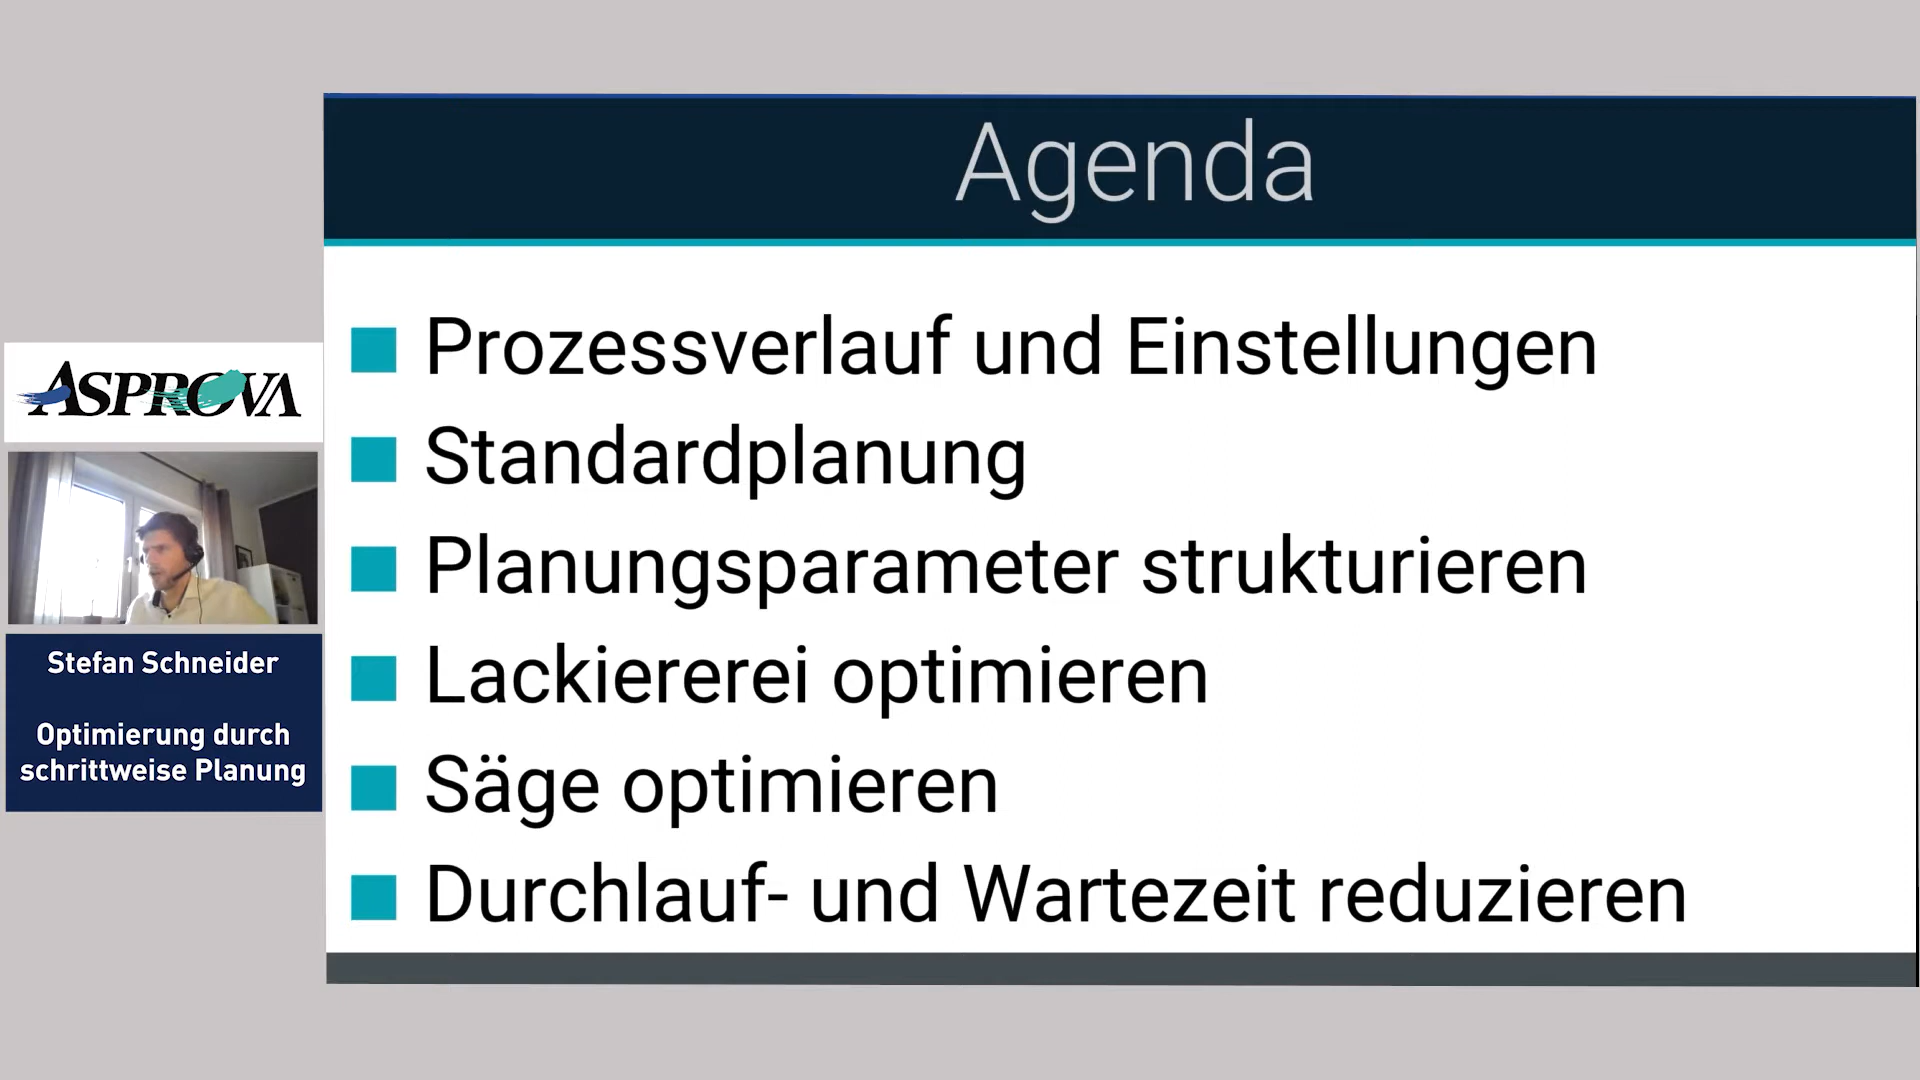 Agenda
Prozessverlauf und Einstellungen
Standardplanung
Planungsparameter strukturieren
Lackiererei optimieren
Säge optimieren
Durchlauf- und Wartezeit reduzieren
ASPROVA
Stefan Schneider
Optimierung durch
schrittweise Planung